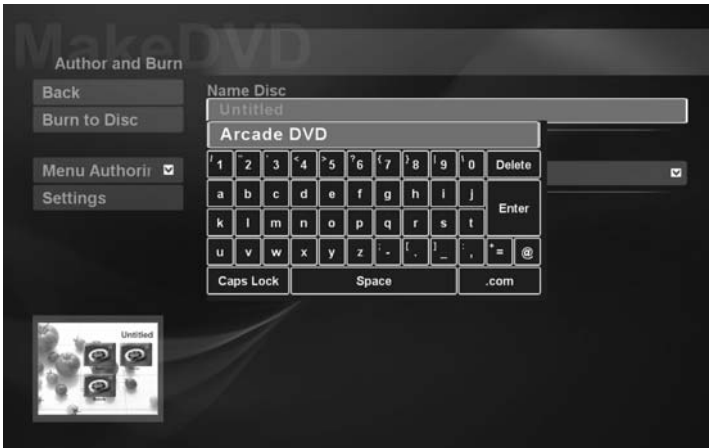 MakeDVD
Author and Burn
Back
Name Disc
Untitled
Burn to Disc
Arcade DVD
/1 "2 '3 <4 >5 ?6 {7 }8 |9 \0 Delete
Menu Authorin
a b c d e f g h i j
Enter
Settings
k l m n o p q r s t
u v w x y z ;- [. ]_ :, *= @
Caps Lock Space .com
Untitled